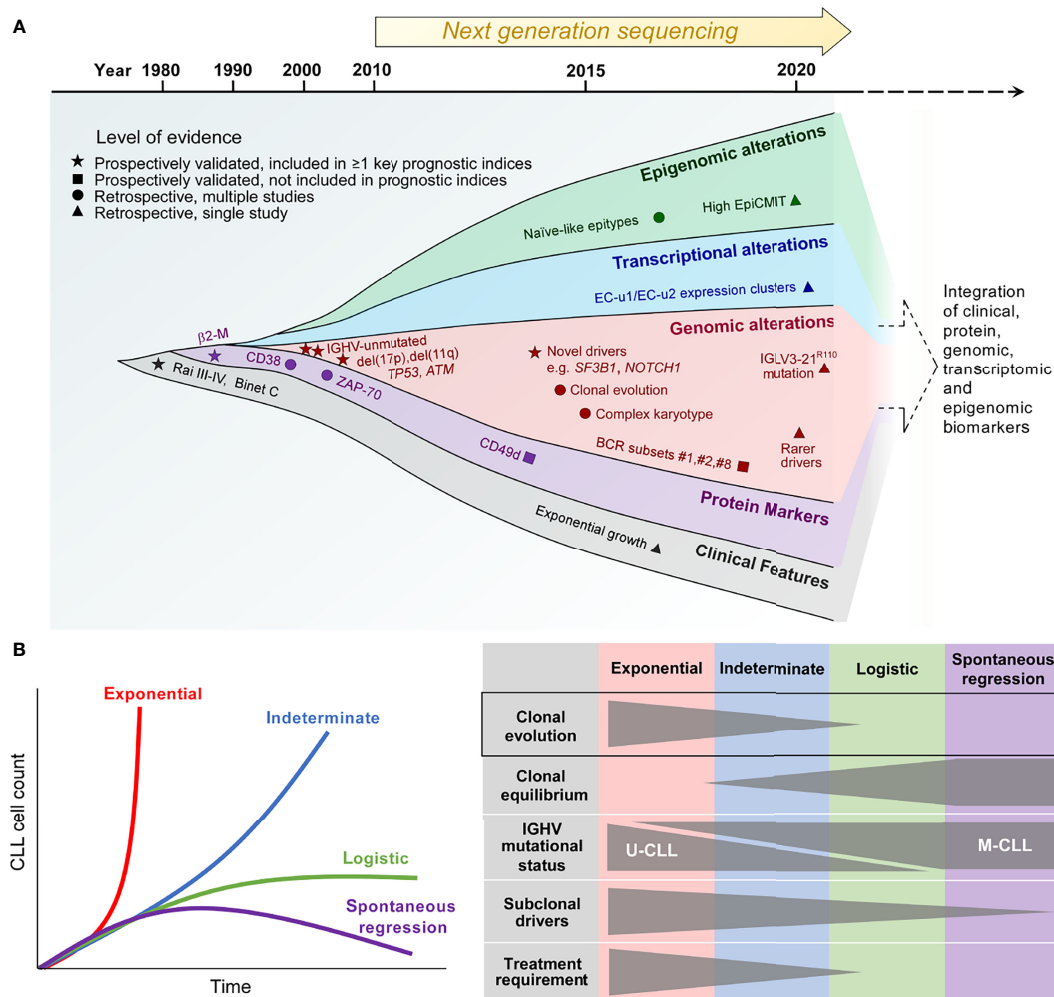 A
Next generation sequencing
Year 1980 1990 2000 2010 2015 2020
Level of evidence
Prospectively validated, included in ≥1 key prognostic indices
Prospectively validated, not included in prognostic indices
Retrospective, multiple studies
Retrospective, single study
Epigenomic alterations
High EpiCMIT
Naïve-like epitypes
Transcriptional alterations
EC-u1/EC-u2 expression clusters
Genomic alterations
β2-M
IGHV-unmutated
del(17p),del(11q)
TP53, ATM
CD38
ZAP-70
Rai III-IV, Binet C
Novel drivers
e.g. SF3B1, NOTCH1
IGLV3-21R110
mutation
Clonal evolution
Complex karyotype
CD49d
BCR subsets #1,#2,#8
Rarer
drivers
Protein Markers
Exponential growth
Clinical Features
Integration
of clinical,
protein,
genomic,
transcriptomic
and
epigenomic
biomarkers
B
CLL cell count
Exponential
Indeterminate
Logistic
Spontaneous
regression
Time
Exponential Indeterminate Logistic Spontaneous
regression
Clonal
evolution
Clonal
equilibrium
IGHV
mutational
status
U-CLL
M-CLL
Subclonal
drivers
Treatment
requirement